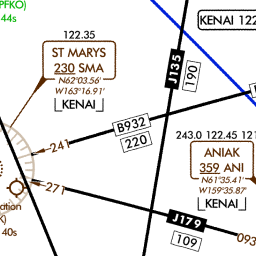 PFKO)
44s
122.35
ST MARYS
230 SMA
N62°03.56'
W163°16.91'
KENAI
KENAI 122
J135
190
B932
220
241
271
243.0 122.45 121
ANIAK
359 ANI
N61°35.41'
W159°35.87'
KENAI
J179
109
093
ation
K)
40s